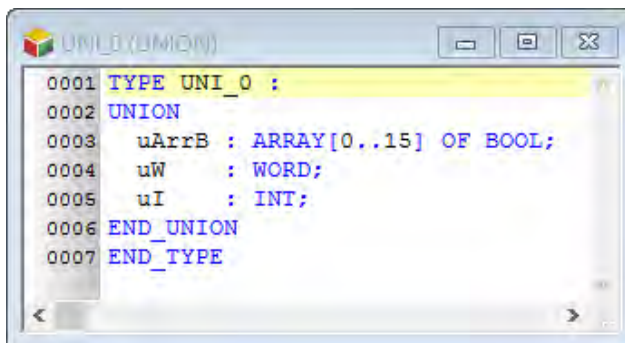 UNI_0 (UNION)
0001 TYPE UNI_0 :
0002 UNION
0003 uArrB : ARRAY[0..15] OF BOOL;
0004 uW : WORD;
0005 uI : INT;
0006 END_UNION
0007 END_TYPE